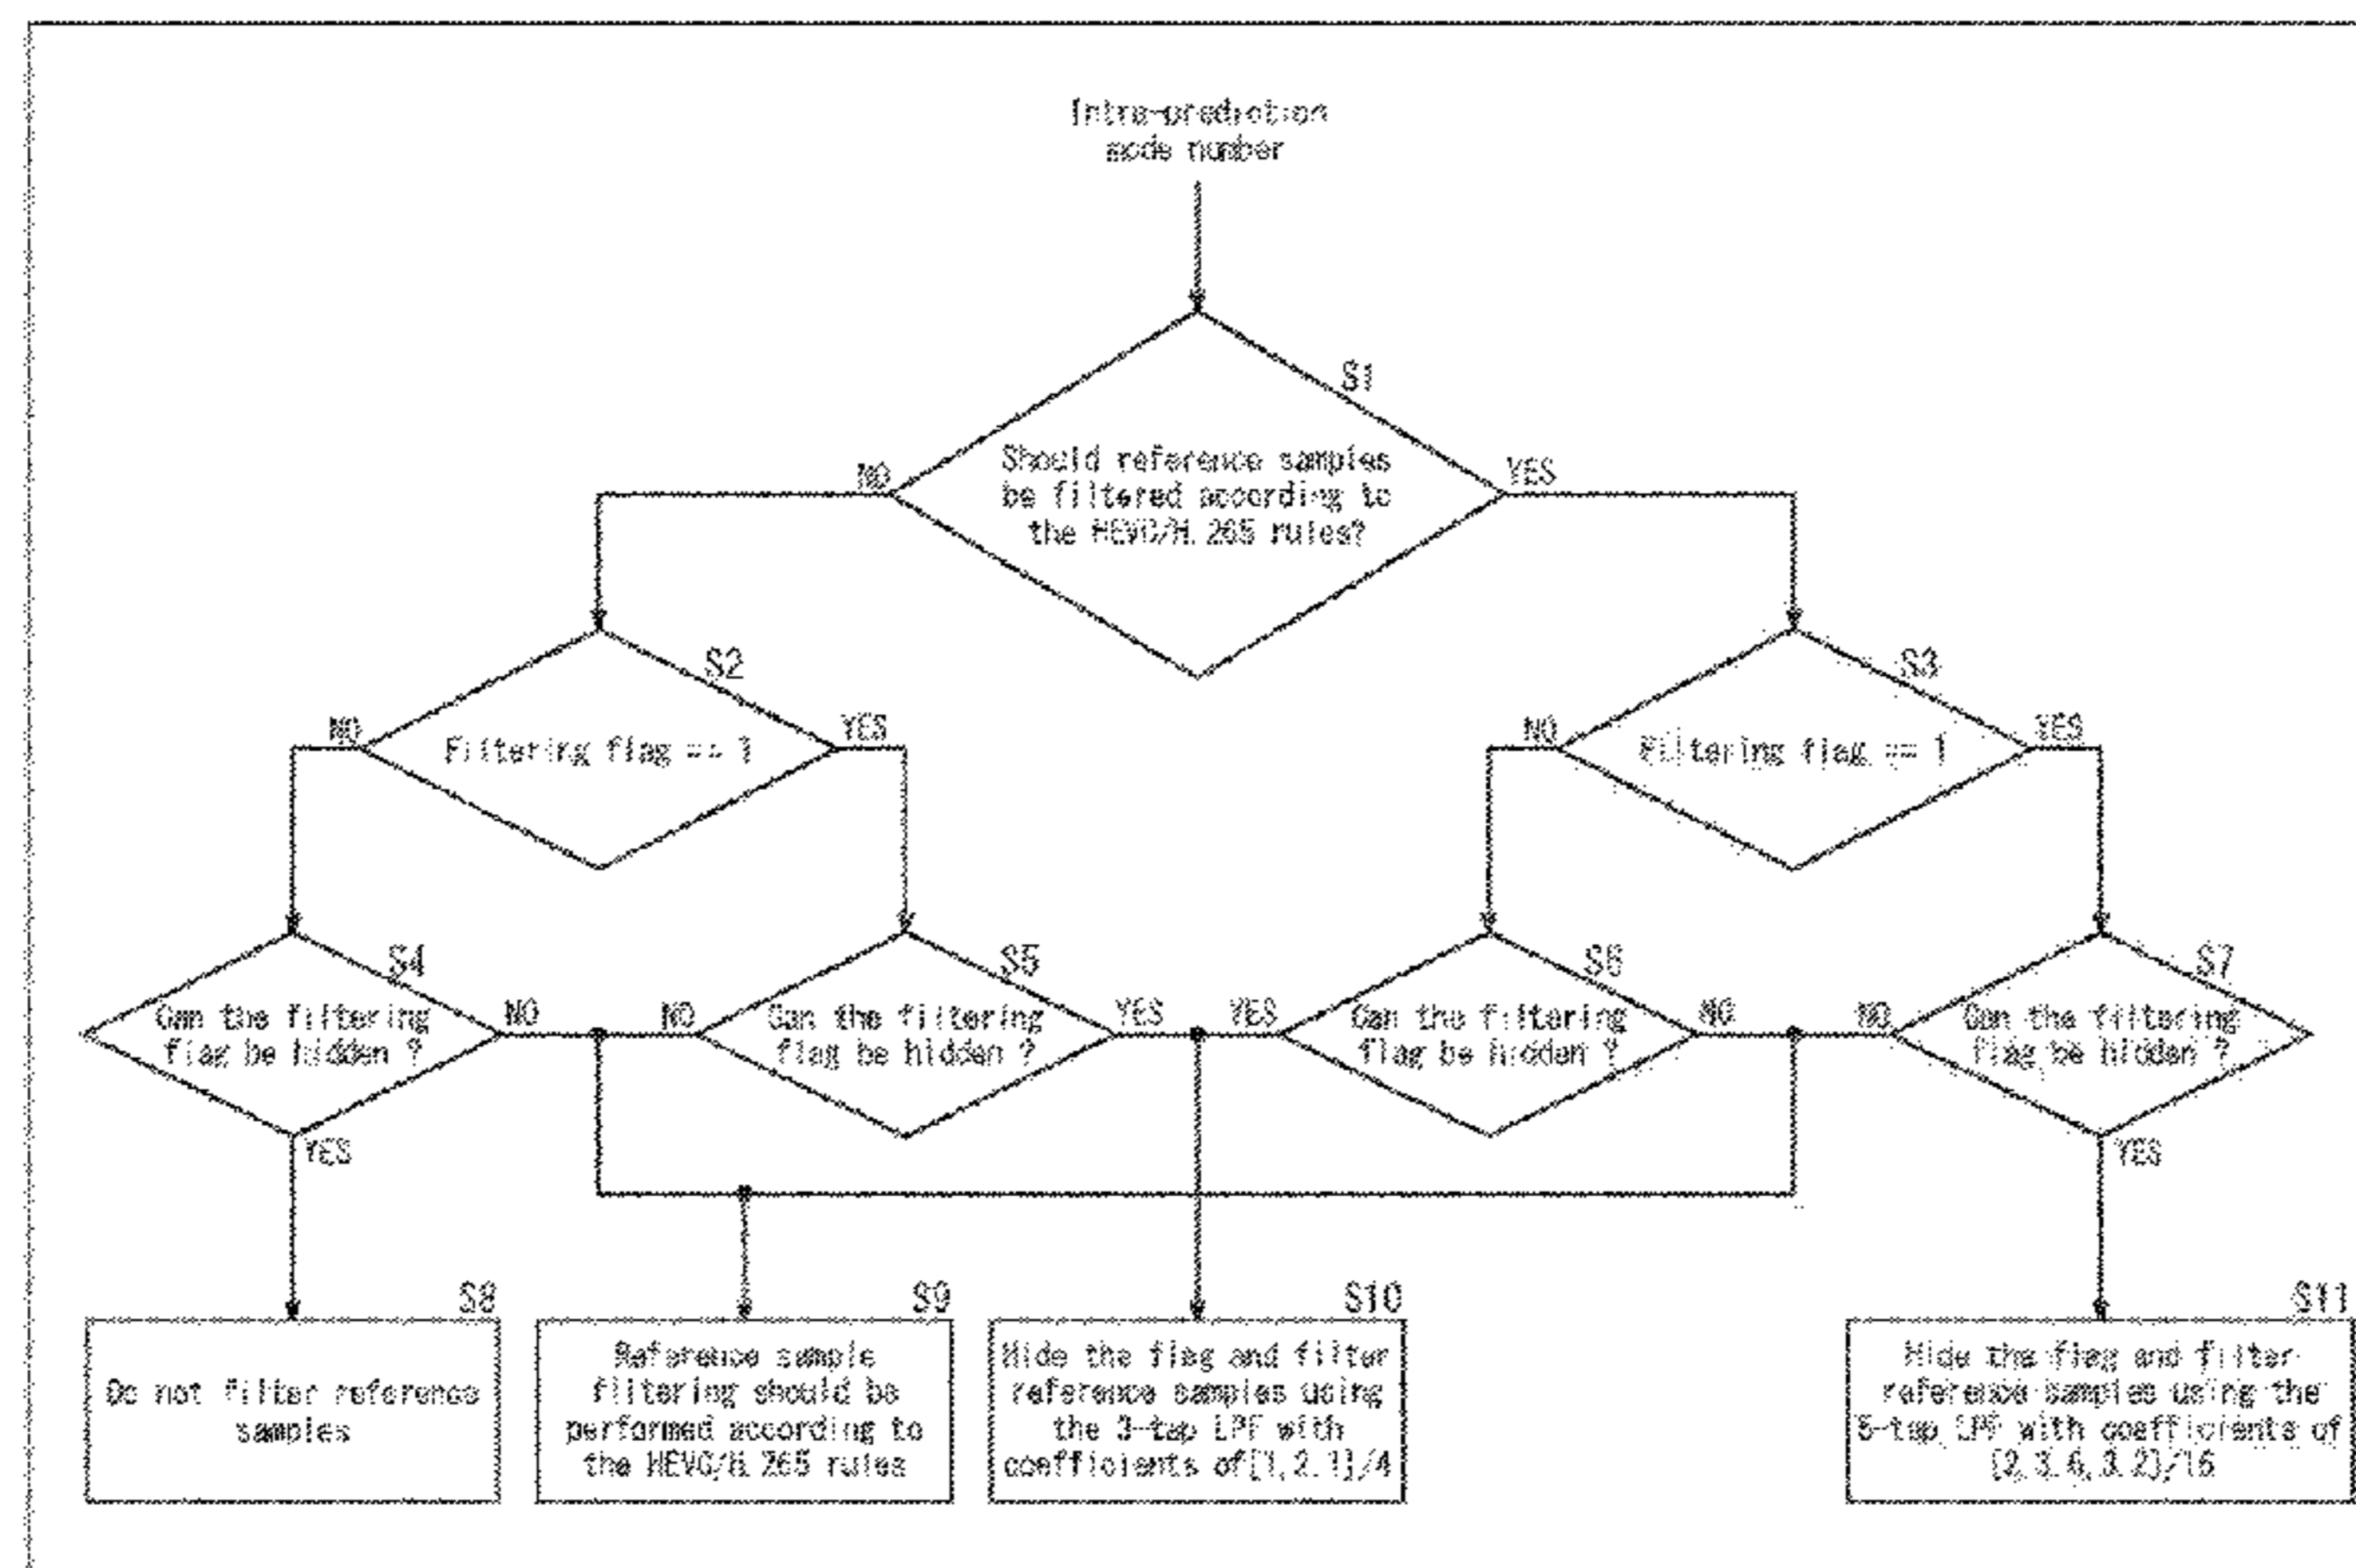 Intra-prediction
mode number
S1
Should reference samples
be filtered according to
the HEVC/H.265 rules?
NO
YES
S2
Filtering flag == 1
NO
YES
S3
Filtering flag == 1
NO
YES
S4
Can the filtering
flag be hidden ?
NO
YES
S5
Can the filtering
flag be hidden ?
NO
YES
S6
Can the filtering
flag be hidden ?
YES
NO
S7
Can the filtering
flag be hidden ?
NO
YES
S8
Do not filter reference
samples
S9
Reference sample
filtering should be
performed according to
the HEVC/H.265 rules
S10
Hide the flag and filter
reference samples using
the 3-tap LPF with
coefficients of[1,2,1]/4
S11
Hide the flag and filter
reference samples using the
5-tap LPF with coefficients of
[2,3,6,3,2]/16